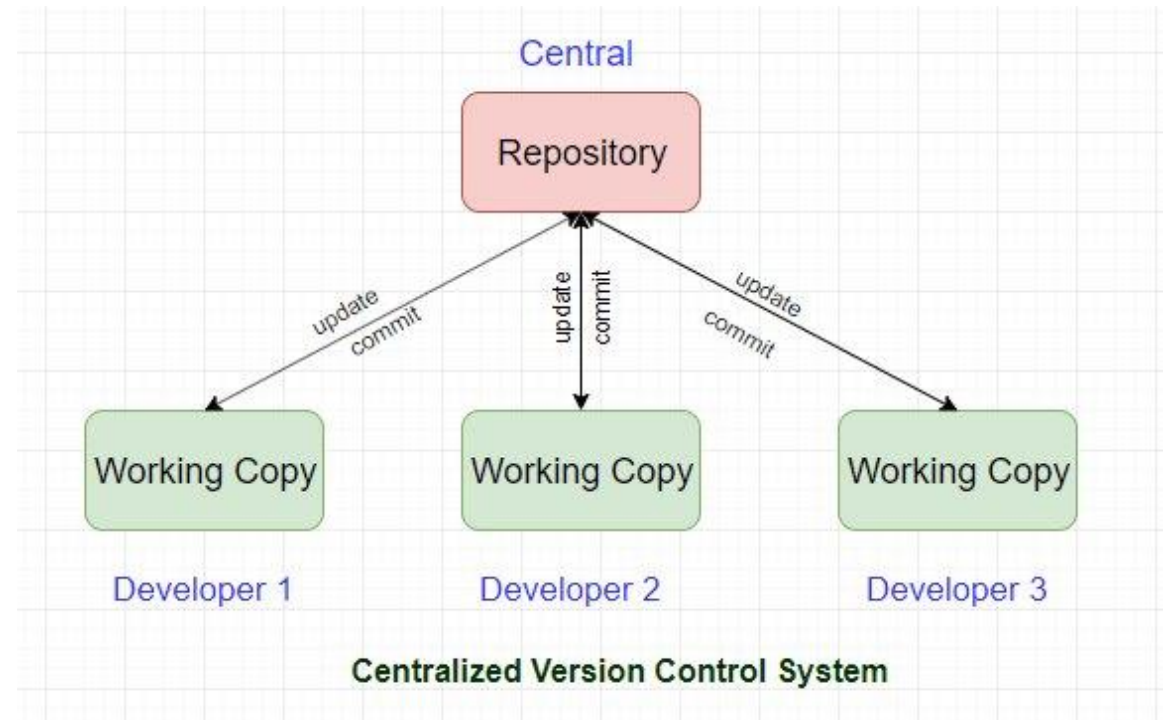 Central
Repository
update
commit
update
commit
update
commit
Working Copy
Working Copy
Working Copy
Developer 1
Developer 2
Developer 3
Centralized Version Control System